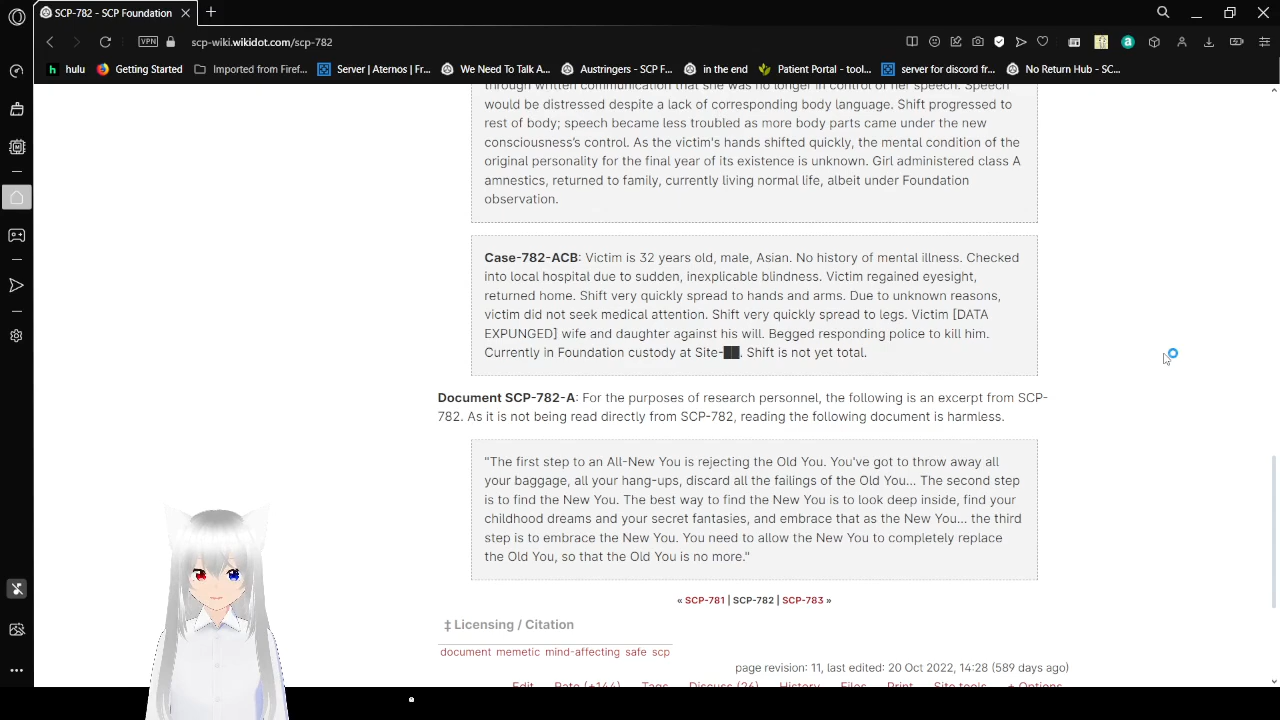 SCP-782 - SCP Foundation
VPN
scp-wiki.wikidot.com/scp-782
hulu
Getting Started
Imported from Firef...
Server | Aternos | Fr...
We Need To Talk A...
Austringers - SCP F...
in the end
Patient Portal - tool...
server for discord fr...
No Return Hub - SC...
through written communication that she was no longer in control of her speech. Speech
would be distressed despite a lack of corresponding body language. Shift progressed to
rest of body; speech became less troubled as more body parts came under the new
consciousness's control. As the victim's hands shifted quickly, the mental condition of the
original personality for the final year of its existence is unknown. Girl administered class A
amnestics, returned to family, currently living normal life, albeit under Foundation
observation.
Case-782-ACB: Victim is 32 years old, male, Asian. No history of mental illness. Checked
into local hospital due to sudden, inexplicable blindness. Victim regained eyesight,
returned home. Shift very quickly spread to hands and arms. Due to unknown reasons,
victim did not seek medical attention. Shift very quickly spread to legs. Victim [DATA
EXPUNGED] wife and daughter against his will. Begged responding police to kill him.
Currently in Foundation custody at Site-██. Shift is not yet total.
Document SCP-782-A: For the purposes of research personnel, the following is an excerpt from SCP-
782. As it is not being read directly from SCP-782, reading the following document is harmless.
"The first step to an All-New You is rejecting the Old You. You've got to throw away all
your baggage, all your hang-ups, discard all the failings of the Old You... The second step
is to find the New You. The best way to find the New You is to look deep inside, find your
childhood dreams and your secret fantasies, and embrace that as the New You... the third
step is to embrace the New You. You need to allow the New You to completely replace
the Old You, so that the Old You is no more."
« SCP-781 | SCP-782 | SCP-783 »
‡ Licensing / Citation
document memetic mind-affecting safe scp
page revision: 11, last edited: 20 Oct 2022, 14:28 (589 days ago)
Edit Rate (+144) Tags Discuss (26) History Files Print Site tools + Options